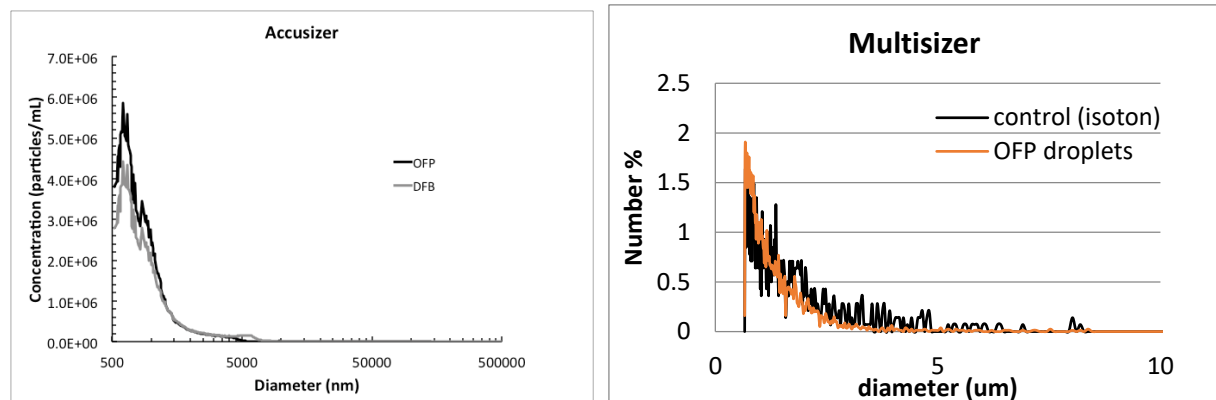 Accusizer
Concentration (particles/mL)
7.0E+06
6.0E+06
5.0E+06
4.0E+06
3.0E+06
2.0E+06
1.0E+06
0.0E+00
OFP
DFB
500
5000
50000
500000
Diameter (nm)
Multisizer
Number %
2.5
2
1.5
1
0.5
0
control (isoton)
OFP droplets
0
5
10
diameter (um)